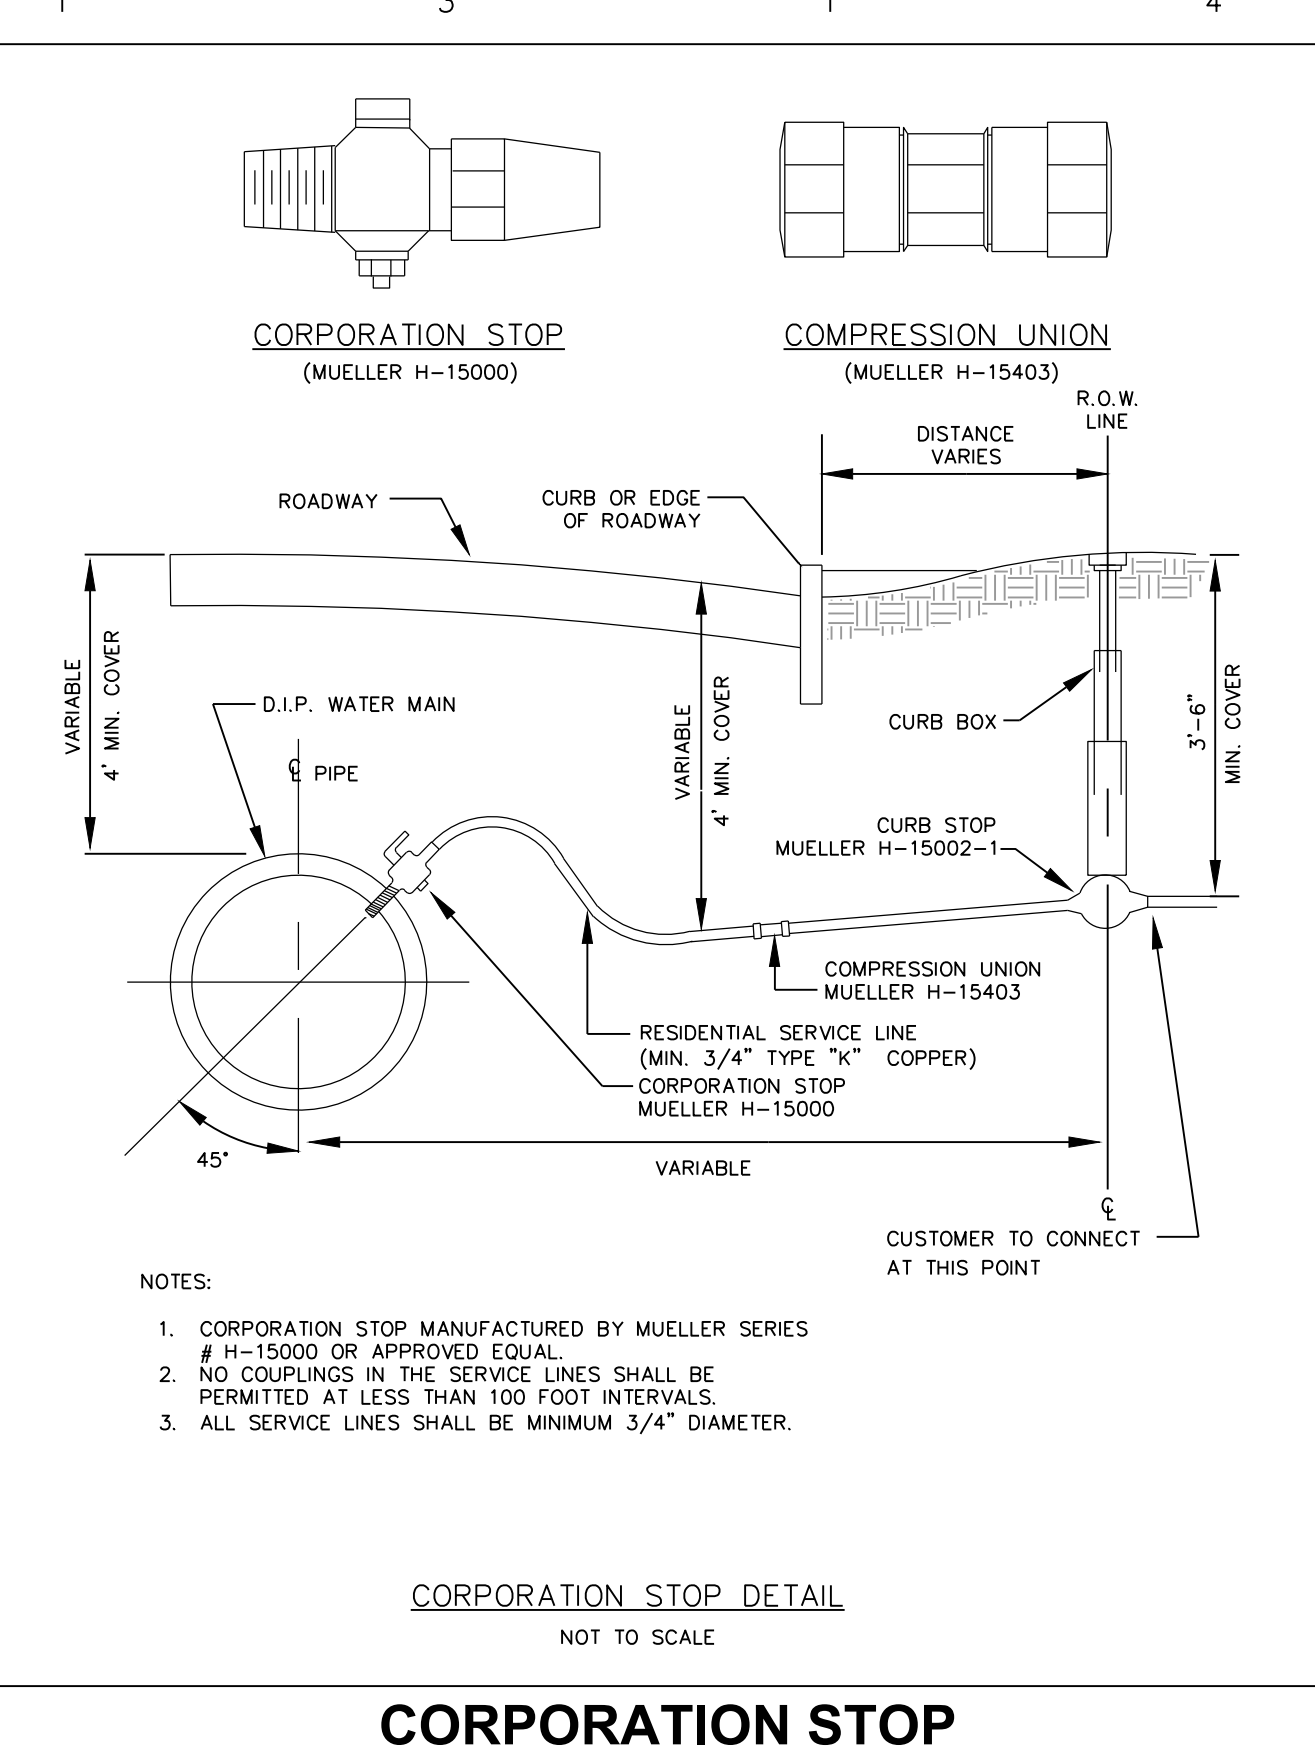 1 3 1 4
CORPORATION STOP
(MUELLER H-15000)
COMPRESSION UNION
(MUELLER H-15403)
R.O.W.
LINE
DISTANCE
VARIES
ROADWAY
CURB OR EDGE
OF ROADWAY
VARIABLE
4' MIN. COVER
D.I.P. WATER MAIN
℄ PIPE
VARIABLE
4' MIN. COVER
CURB BOX
3'-6"
MIN. COVER
CURB STOP
MUELLER H-15002-1
COMPRESSION UNION
MUELLER H-15403
RESIDENTIAL SERVICE LINE
(MIN. 3/4" TYPE "K" COPPER)
CORPORATION STOP
MUELLER H-15000
45°
VARIABLE
℄
CUSTOMER TO CONNECT
AT THIS POINT
NOTES:
1. CORPORATION STOP MANUFACTURED BY MUELLER SERIES
# H-15000 OR APPROVED EQUAL.
2. NO COUPLINGS IN THE SERVICE LINES SHALL BE
PERMITTED AT LESS THAN 100 FOOT INTERVALS.
3. ALL SERVICE LINES SHALL BE MINIMUM 3/4" DIAMETER.
CORPORATION STOP DETAIL
NOT TO SCALE
CORPORATION STOP